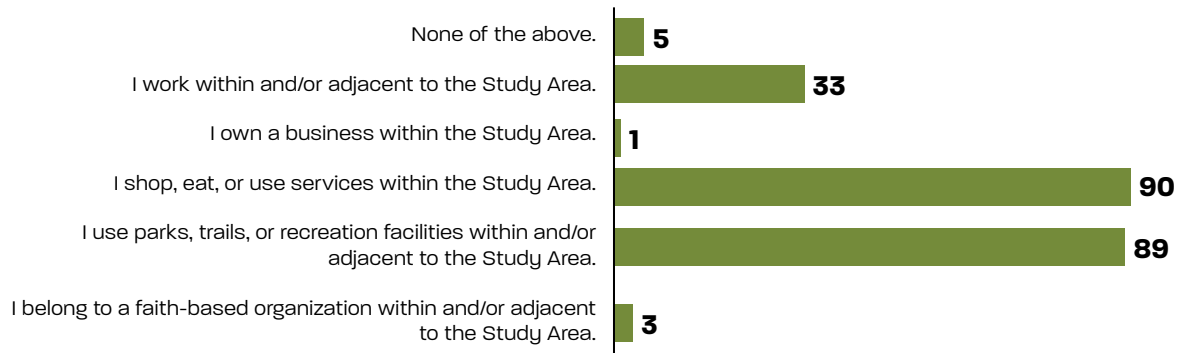 None of the above.
5
I work within and/or adjacent to the Study Area.
33
I own a business within the Study Area.
1
I shop, eat, or use services within the Study Area.
90
I use parks, trails, or recreation facilities within and/or
adjacent to the Study Area.
89
I belong to a faith-based organization within and/or adjacent
to the Study Area.
3